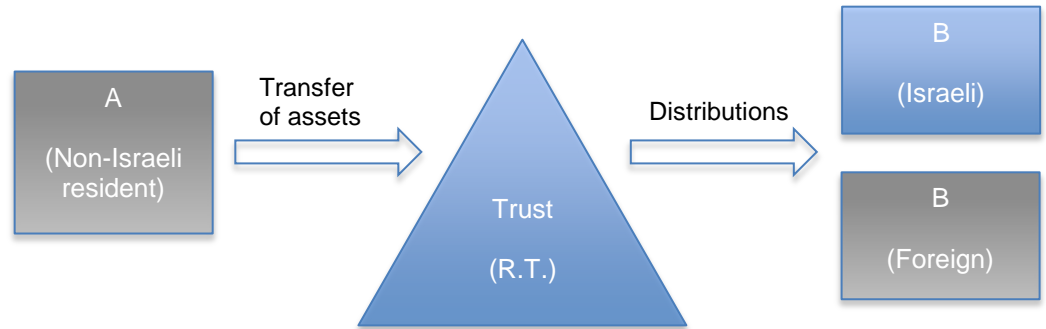 A
(Non-Israeli
resident)
Transfer
of assets
Trust
(R.T.)
Distributions
B
(Israeli)
B
(Foreign)